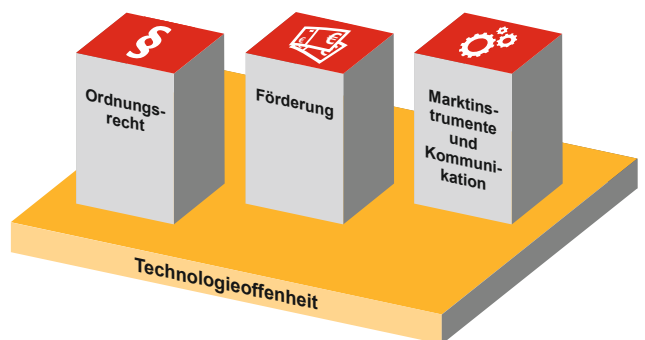 §
Ordnungs-
recht
€
€
Förderung
Marktins-
trumente
und
Kommuni-
kation
Technologieoffenheit